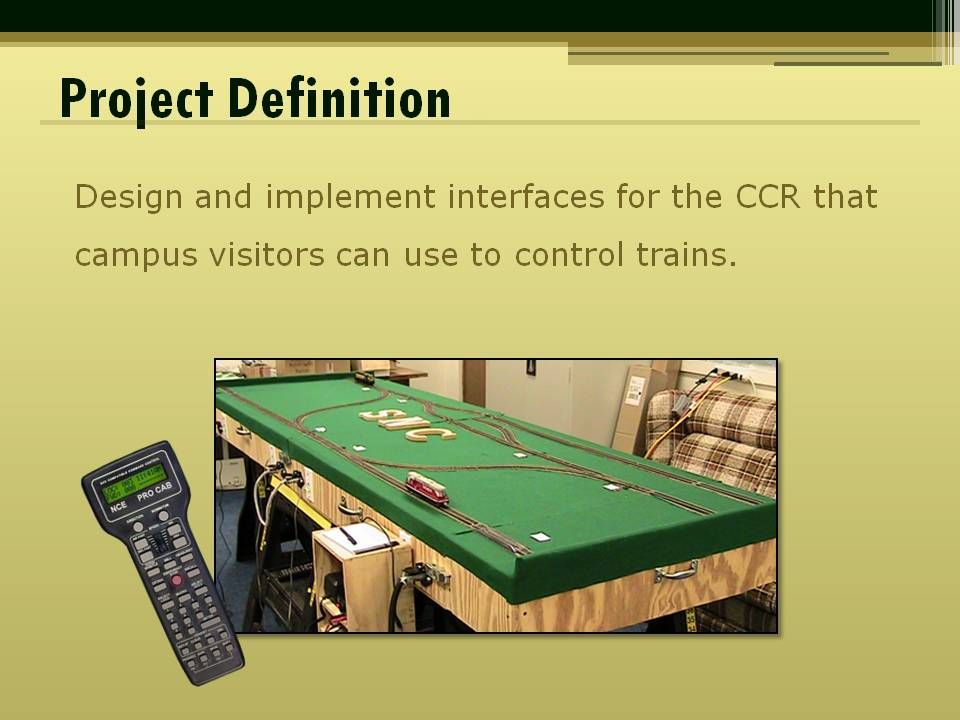 Project Definition
Design and implement interfaces for the CCR that
campus visitors can use to control trains.
SNC
NCE
PRO CAB